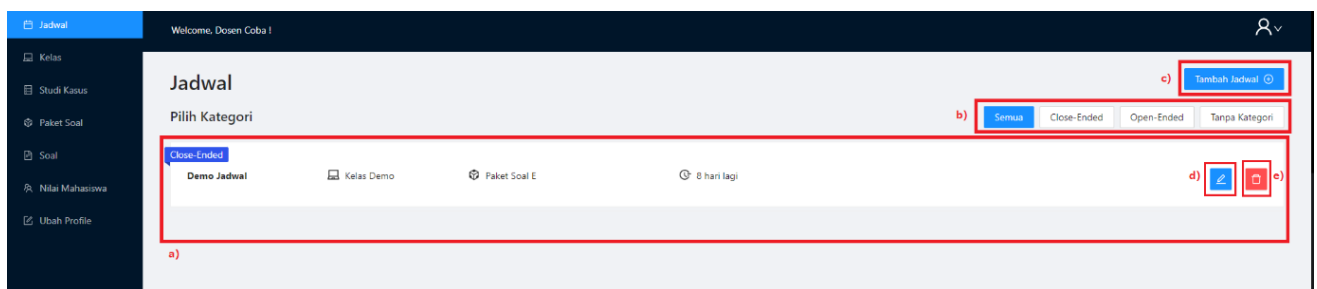 Jadwal
Welcome, Dosen Coba !
Kelas
Studi Kasus
Paket Soal
Soal
Nilai Mahasiswa
Ubah Profile
Jadwal
c) Tambah Jadwal
Pilih Kategori
b) Semua Close-Ended Open-Ended Tanpa Kategori
Close-Ended
Demo Jadwal Kelas Demo Paket Soal E 8 hari lagi d) e)
a)